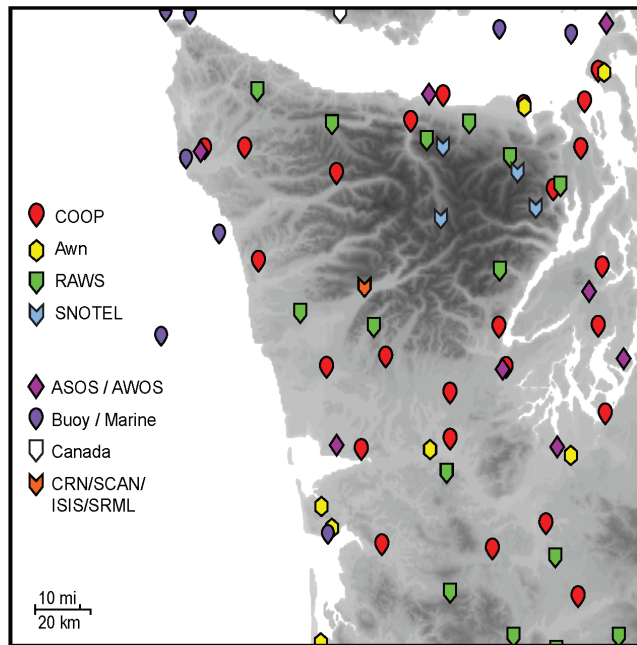 COOP
Awn
RAWS
SNOTEL
ASOS / AWOS
Buoy / Marine
Canada
CRN/SCAN/
ISIS/SRML
10 mi
20 km